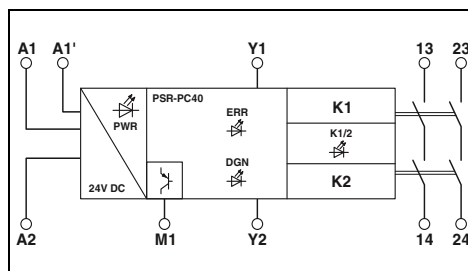 A1 A1' Y1 13 23
PSR-PC40
PWR
ERR
K1
K1/2
DGN
K2
24V DC
A2 M1 Y2 14 24